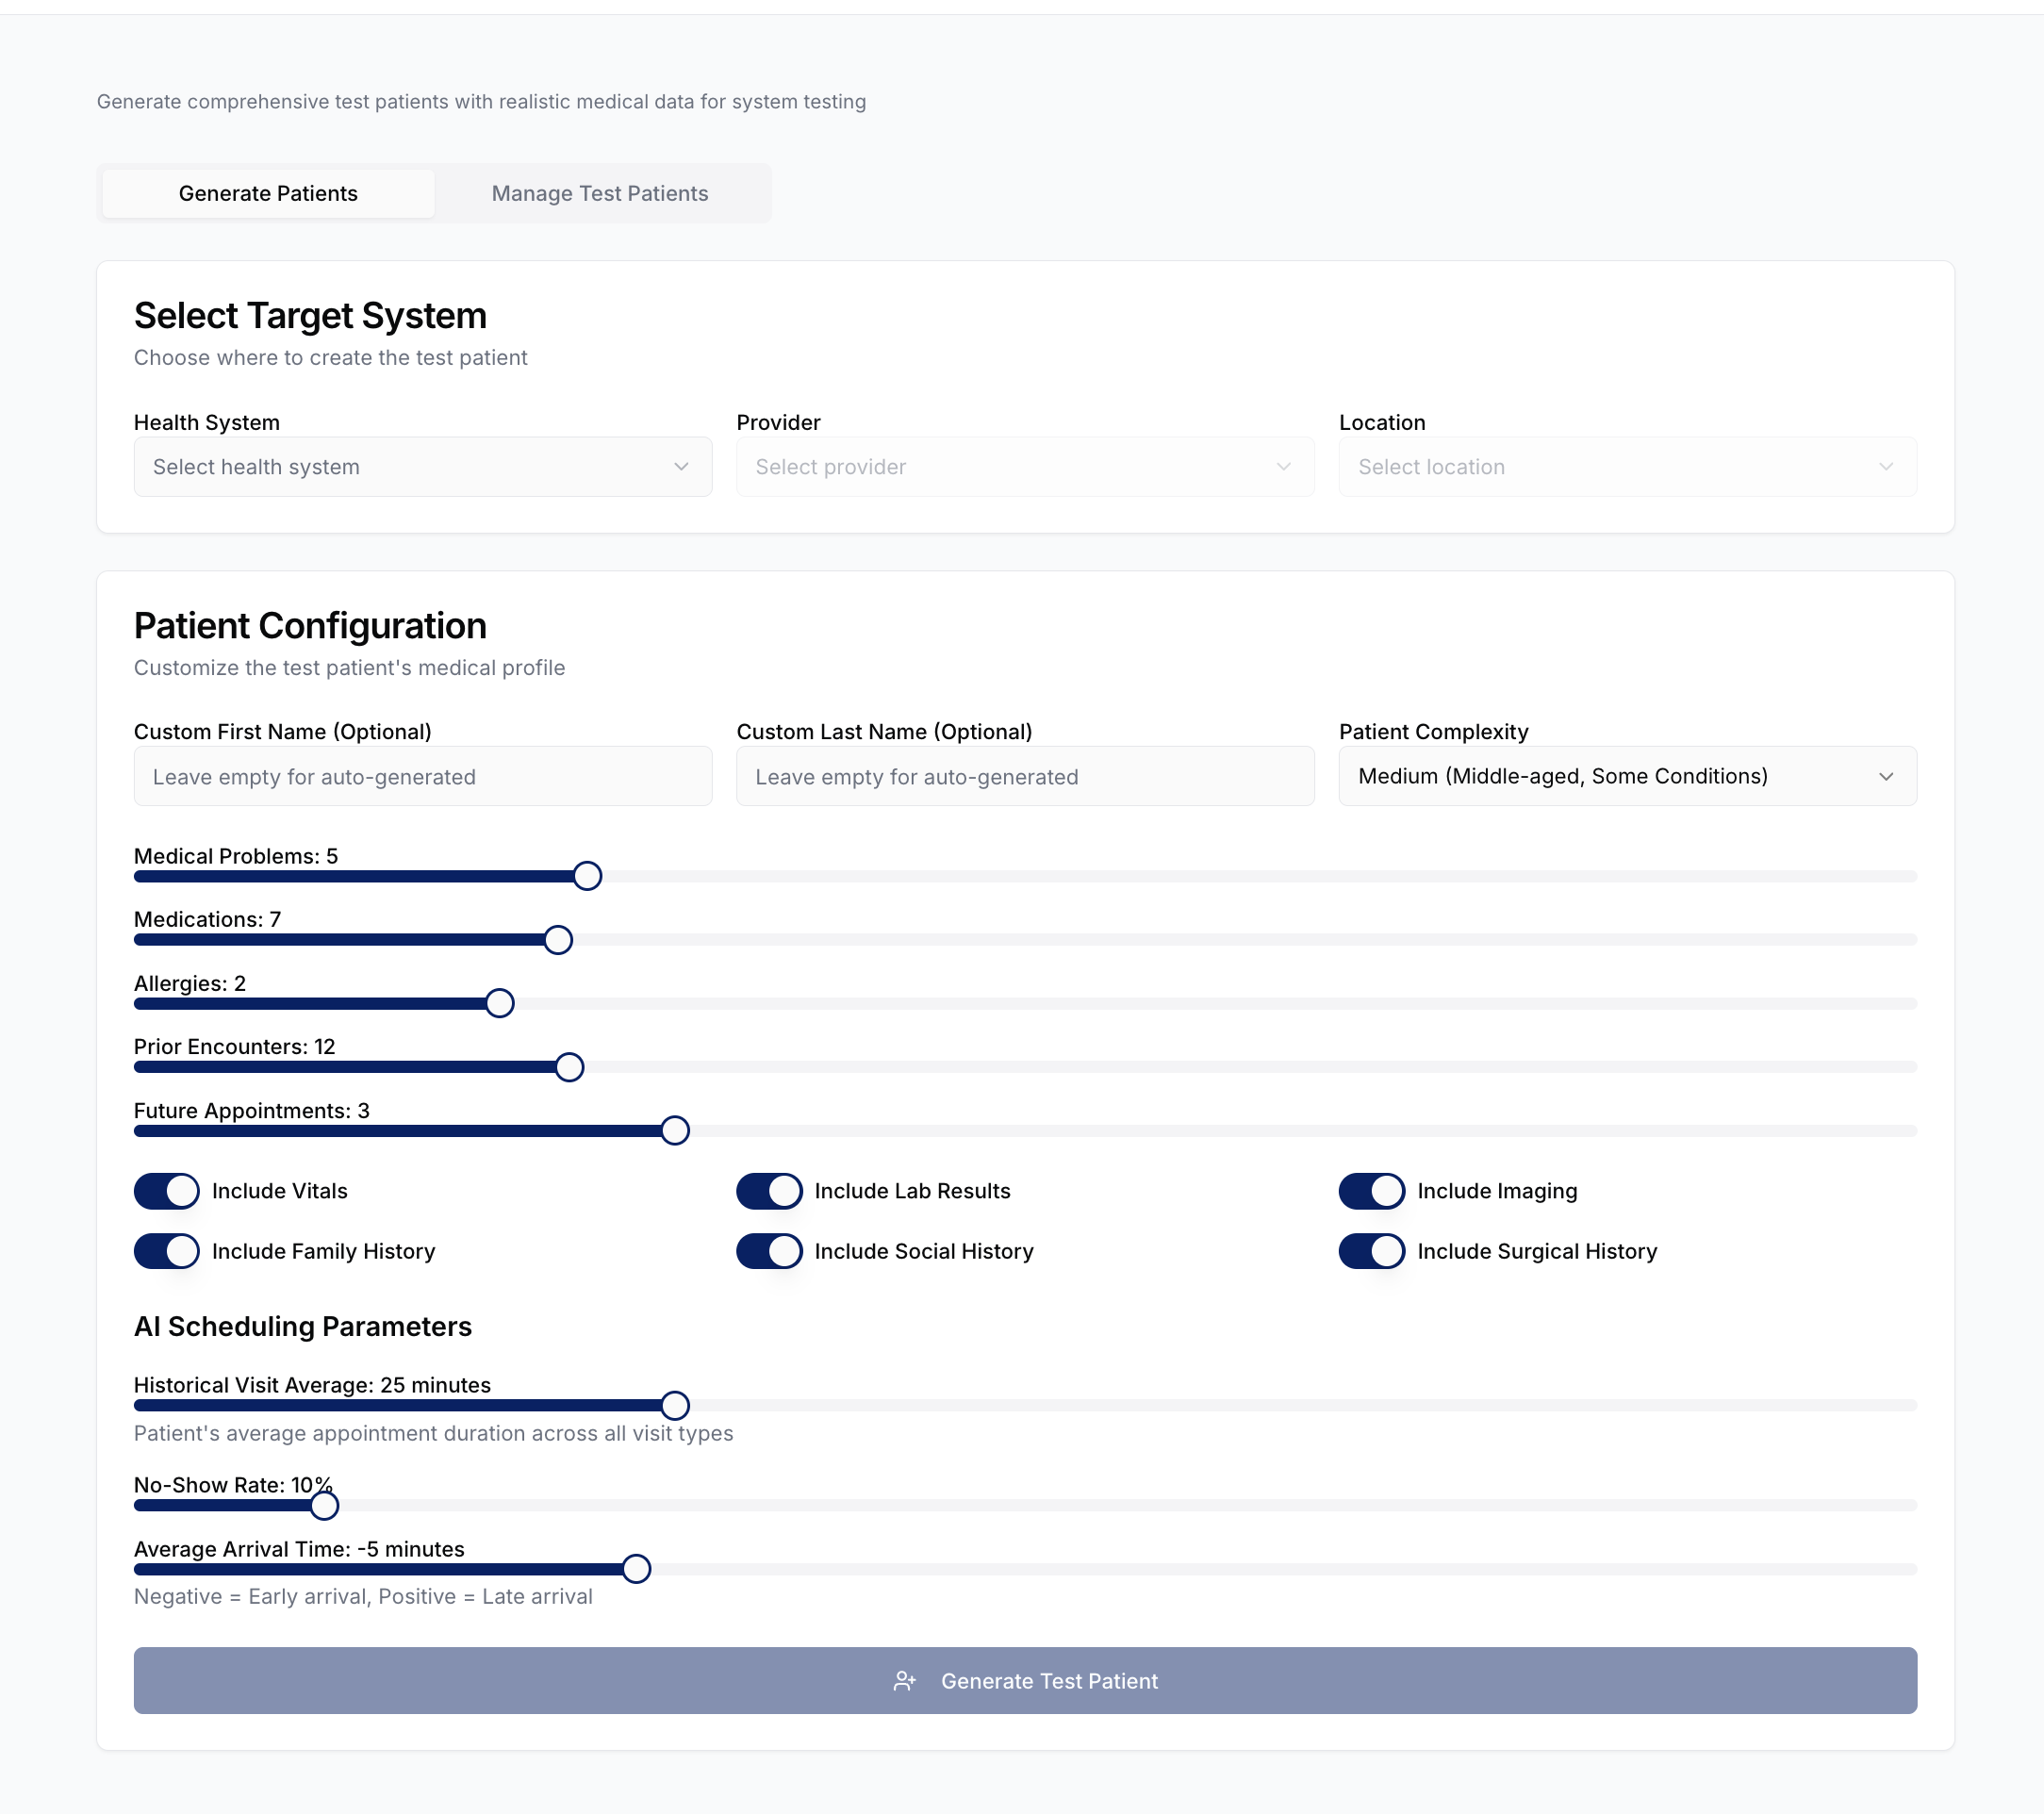 Generate comprehensive test patients with realistic medical data for system testing
Generate Patients
Manage Test Patients
Select Target System
Choose where to create the test patient
Health System
Provider
Location
Select health system
Select provider
Select location
Patient Configuration
Customize the test patient's medical profile
Custom First Name (Optional)
Custom Last Name (Optional)
Patient Complexity
Leave empty for auto-generated
Leave empty for auto-generated
Medium (Middle-aged, Some Conditions)
Medical Problems: 5
Medications: 7
Allergies: 2
Prior Encounters: 12
Future Appointments: 3
Include Vitals
Include Lab Results
Include Imaging
Include Family History
Include Social History
Include Surgical History
AI Scheduling Parameters
Historical Visit Average: 25 minutes
Patient's average appointment duration across all visit types
No-Show Rate: 10%
Average Arrival Time: -5 minutes
Negative = Early arrival, Positive = Late arrival
Generate Test Patient